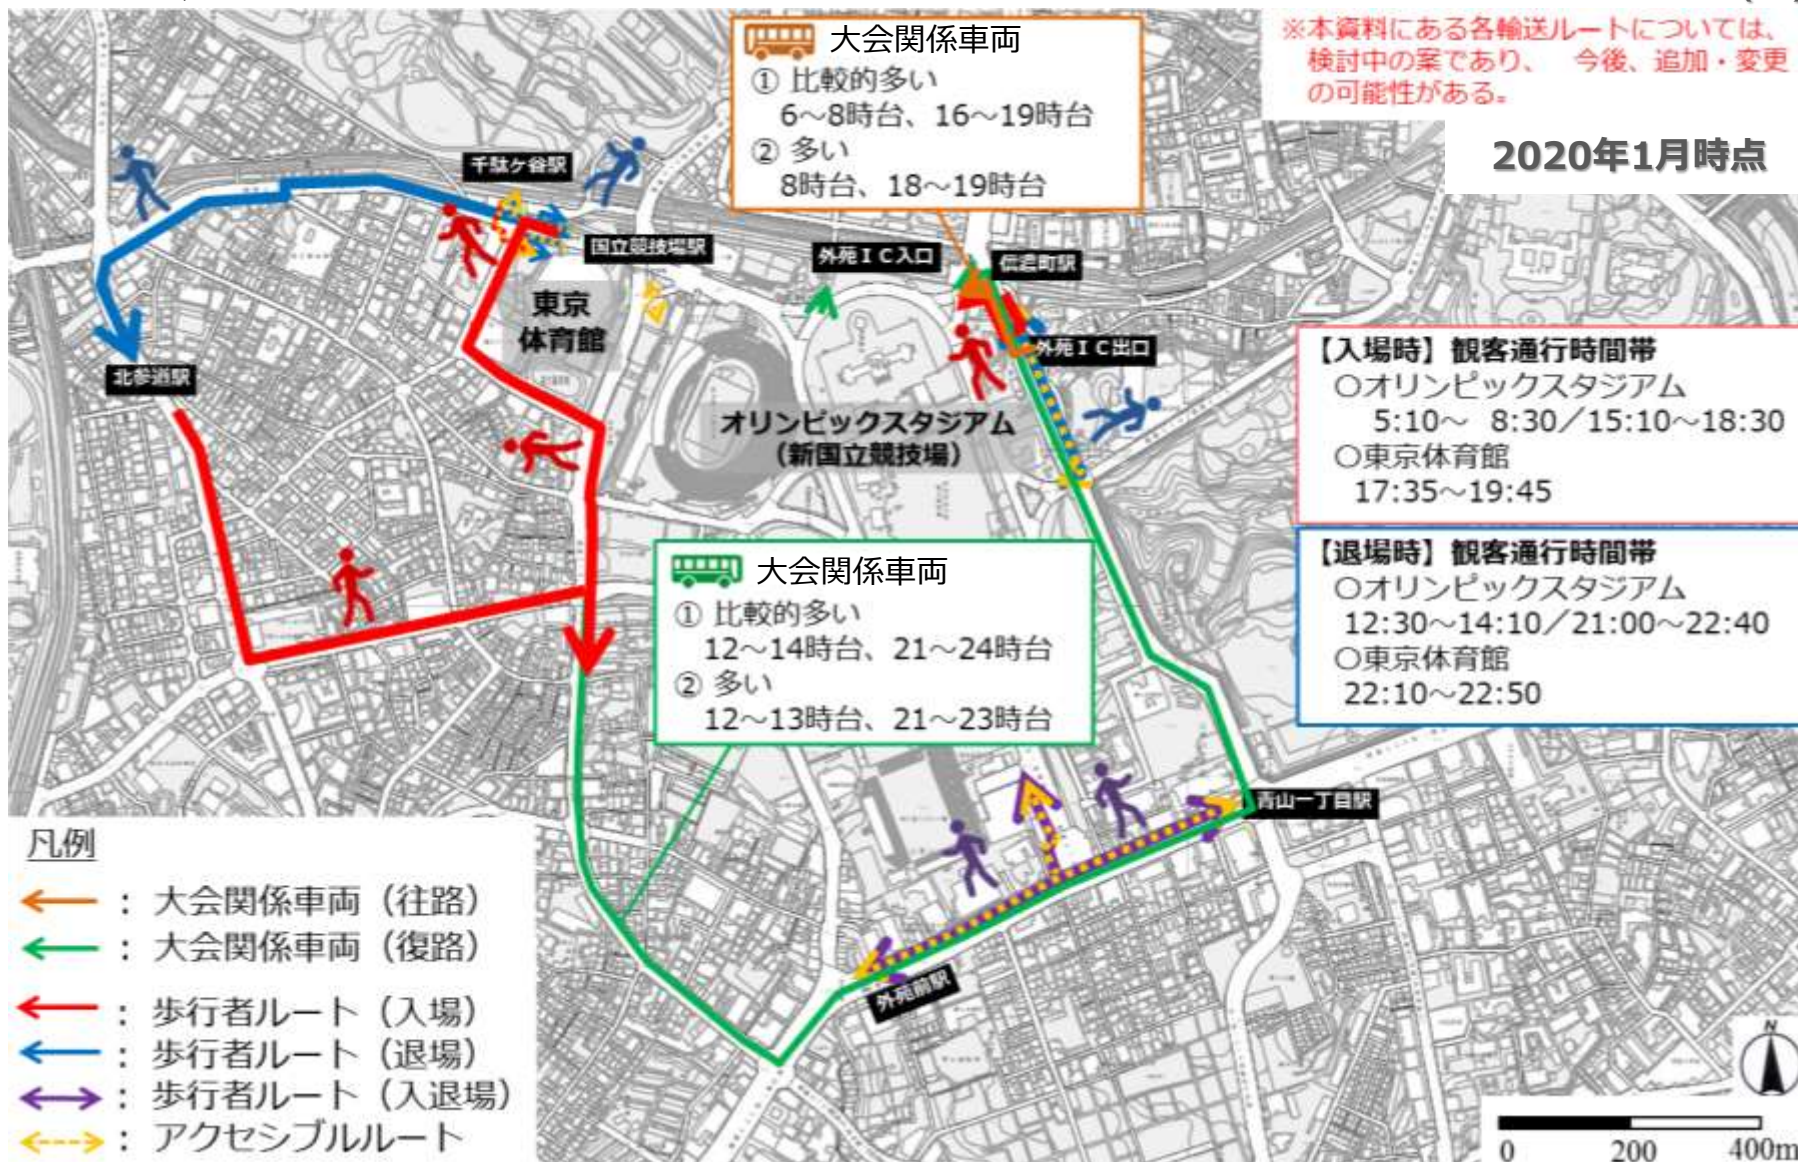 大会関係車両
① 比較的多い
6～8時台、16～19時台
② 多い
8時台、18～19時台
※本資料にある各輸送ルートについては、
検討中の案であり、　今後、追加・変更
の可能性がある。
2020年1月時点
千駄ケ谷駅
国立競技場駅
外苑ＩＣ入口
信濃町駅
東京
体育館
外苑ＩＣ出口
北参道駅
オリンピックスタジアム
（新国立競技場）
【入場時】観客通行時間帯
○オリンピックスタジアム
5:10～ 8:30／15:10～18:30
○東京体育館
17:35～19:45
【退場時】観客通行時間帯
○オリンピックスタジアム
12:30～14:10／21:00～22:40
○東京体育館
22:10～22:50
大会関係車両
① 比較的多い
12～14時台、21～24時台
② 多い
12～13時台、21～23時台
青山一丁目駅
外苑前駅
凡例
： 大会関係車両（往路）
： 大会関係車両（復路）
： 歩行者ルート（入場）
： 歩行者ルート（退場）
： 歩行者ルート（入退場）
： アクセシブルルート
N
0 200 400m